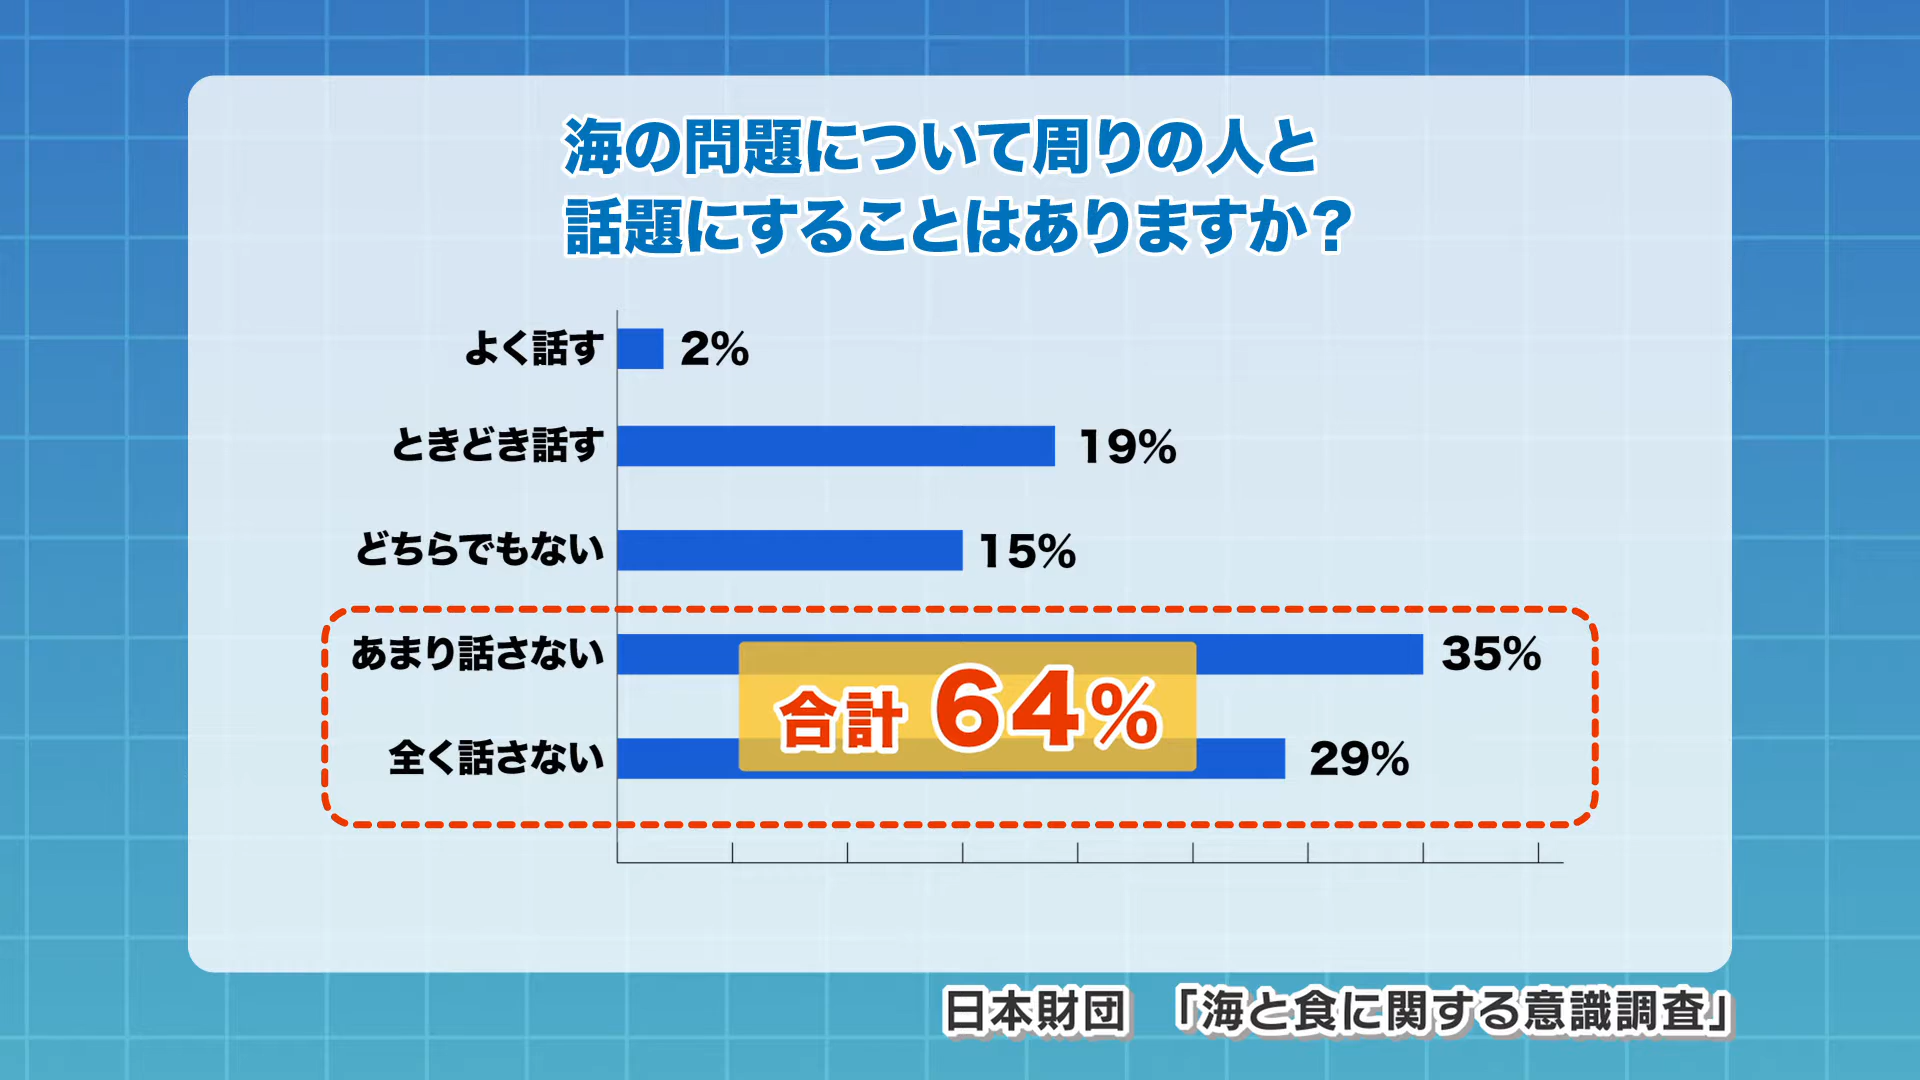 海の問題について周りの人と
話題にすることはありますか?
よく話す 2%
ときどき話す 19%
どちらでもない 15%
あまり話さない 35%
合計 64%
全く話さない 29%
日本財団 「海と食に関する意識調査」